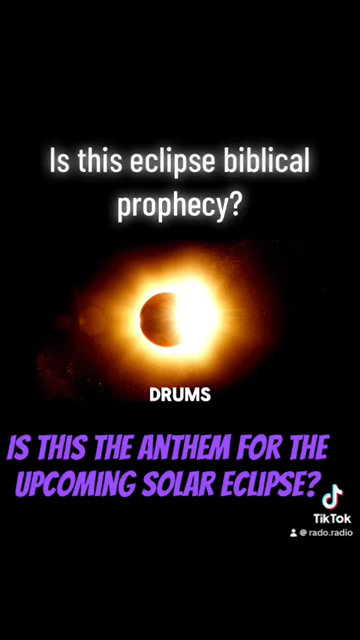 Is this eclipse biblical
prophecy?
DRUMS
IS THIS THE ANTHEM FOR THE
UPCOMING SOLAR ECLIPSE?
TikTok
@ rado.radio